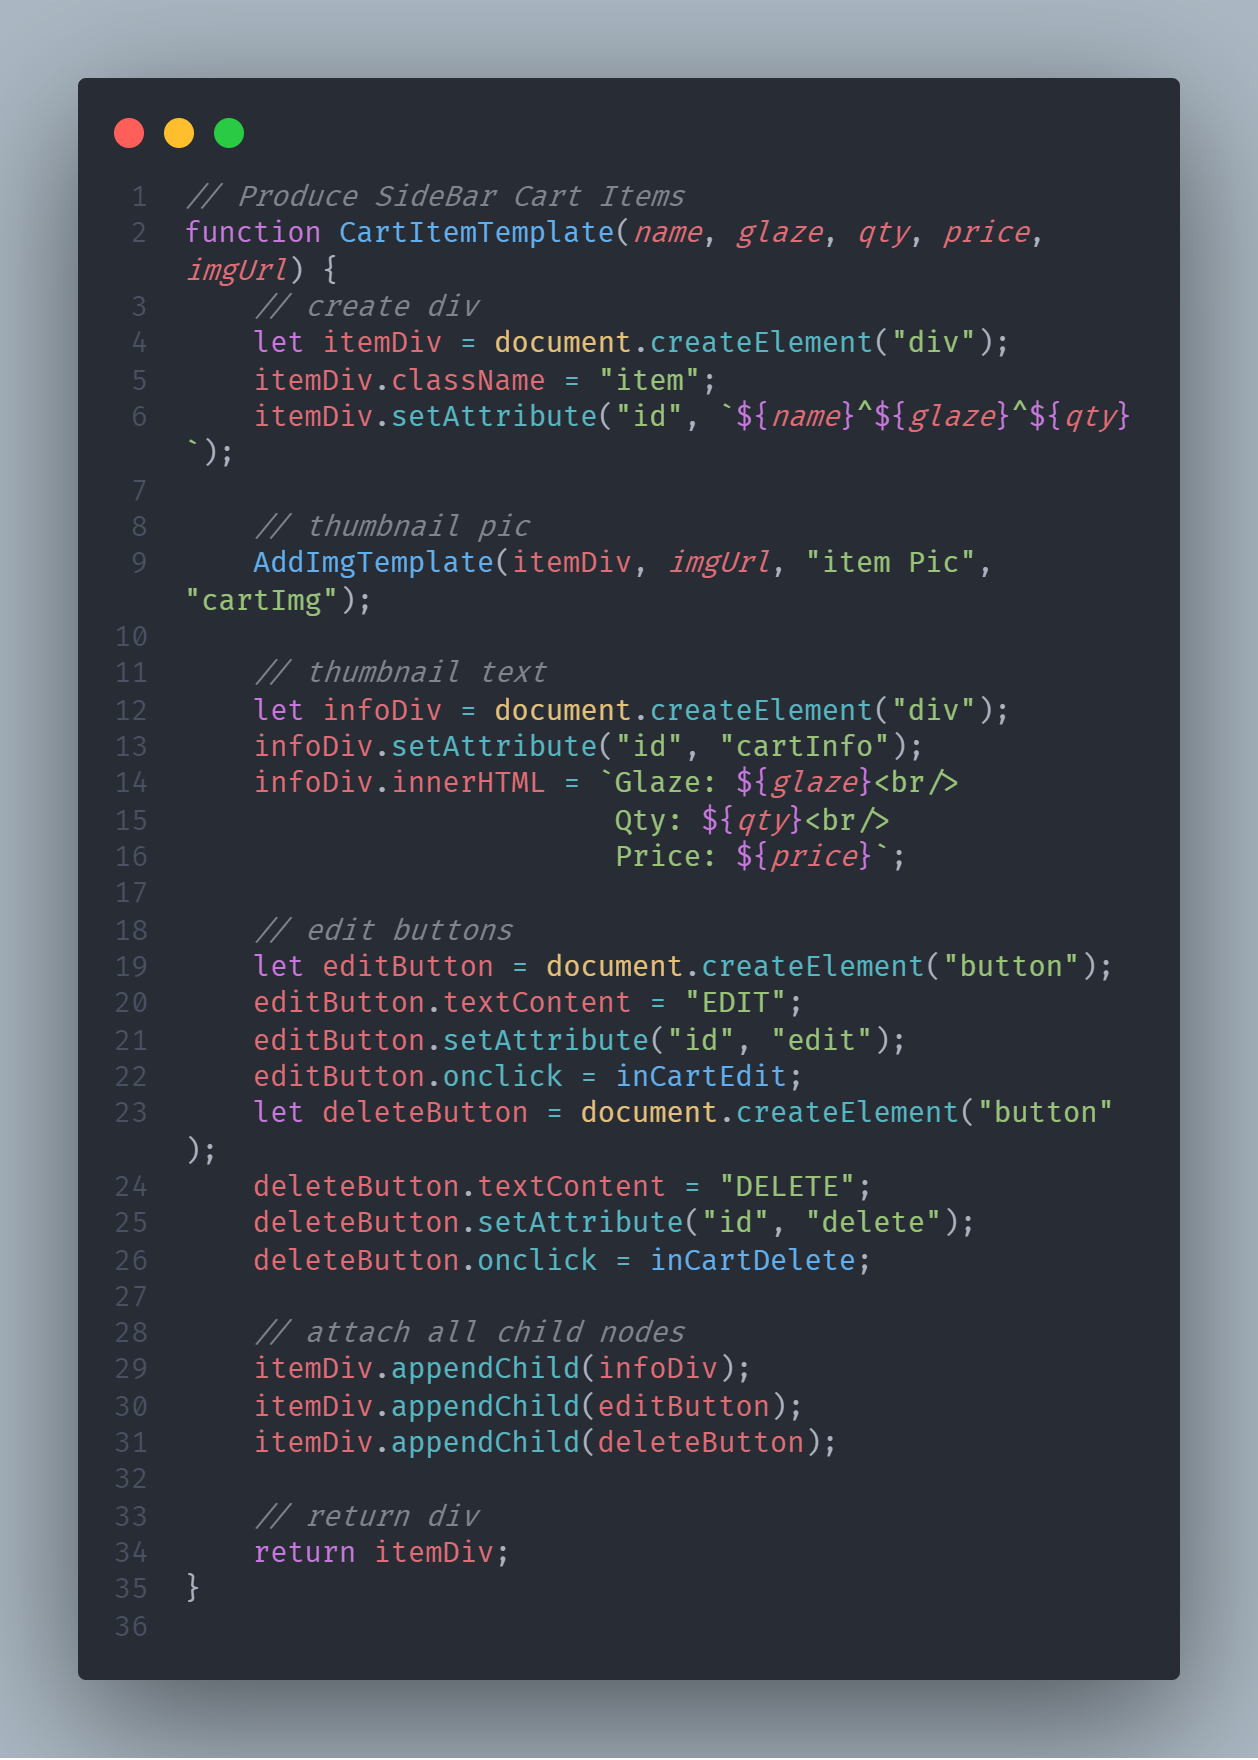 1 // Produce SideBar Cart Items
2 function CartItemTemplate(name, glaze, qty, price,
imgUrl) {
3     // create div
4     let itemDiv = document.createElement("div");
5     itemDiv.className = "item";
6     itemDiv.setAttribute("id", `${name}^${glaze}^${qty}
`);
7
8     // thumbnail pic
9     AddImgTemplate(itemDiv, imgUrl, "item Pic",
"cartImg");
10
11     // thumbnail text
12     let infoDiv = document.createElement("div");
13     infoDiv.setAttribute("id", "cartInfo");
14     infoDiv.innerHTML = `Glaze: ${glaze}<br/>
15                          Qty: ${qty}<br/>
16                          Price: ${price}`;
17
18     // edit buttons
19     let editButton = document.createElement("button");
20     editButton.textContent = "EDIT";
21     editButton.setAttribute("id", "edit");
22     editButton.onclick = inCartEdit;
23     let deleteButton = document.createElement("button"
);
24     deleteButton.textContent = "DELETE";
25     deleteButton.setAttribute("id", "delete");
26     deleteButton.onclick = inCartDelete;
27
28     // attach all child nodes
29     itemDiv.appendChild(infoDiv);
30     itemDiv.appendChild(editButton);
31     itemDiv.appendChild(deleteButton);
32
33     // return div
34     return itemDiv;
35 }
36